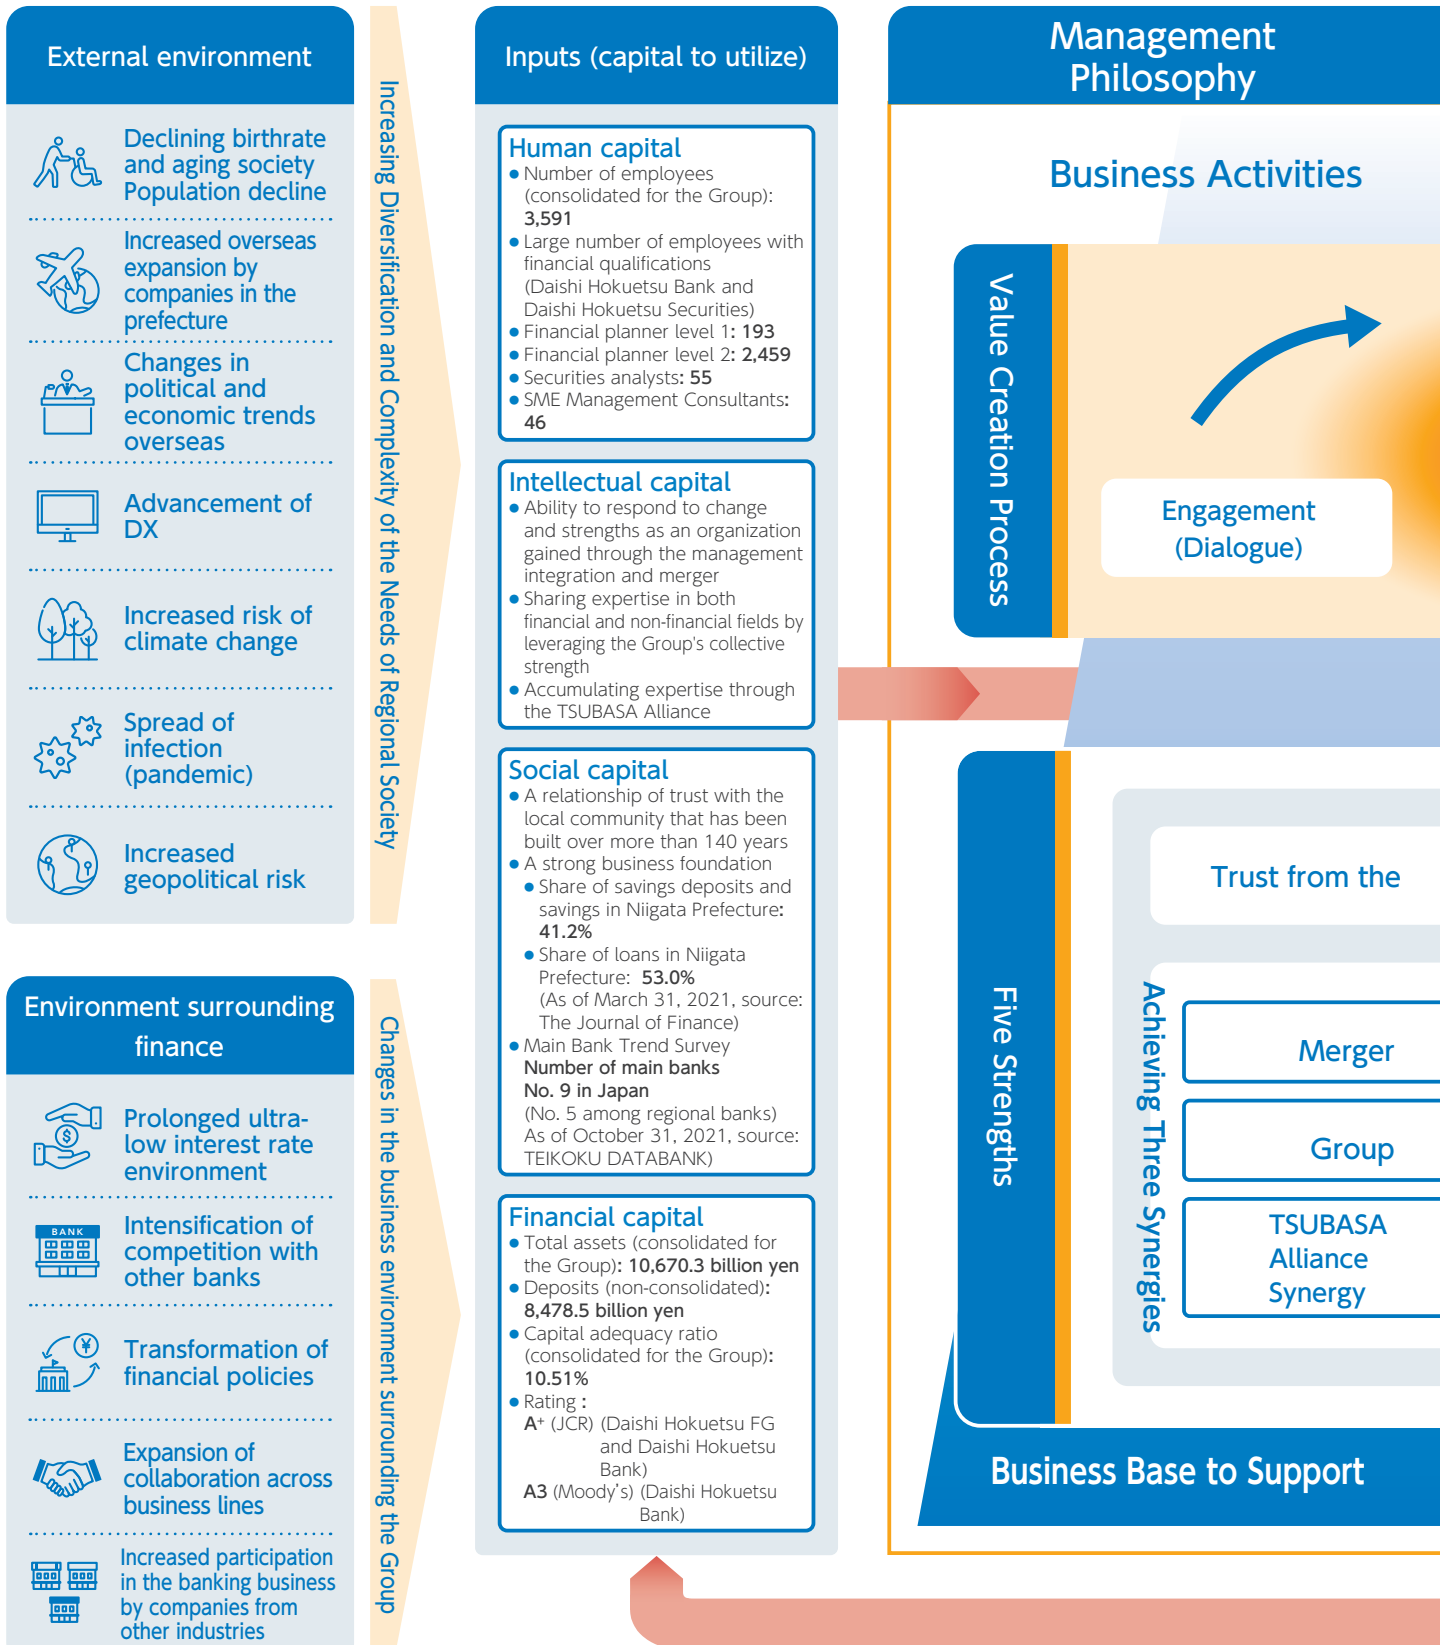 External environment
Declining birthrate
and aging society
Population decline
Increased overseas
expansion by
companies in the
prefecture
Changes in
political and
economic trends
overseas
Advancement of
DX
Increased risk of
climate change
Spread of
infection
(pandemic)
Increased
geopolitical risk
Increasing Diversification and Complexity of the Needs of Regional Society
Environment surrounding
finance
Prolonged ultra-
low interest rate
environment
BANK
Intensification of
competition with
other banks
Transformation of
financial policies
Expansion of
collaboration across
business lines
Increased participation
in the banking business
by companies from
other industries
Changes in the business environment surrounding the Group
Inputs (capital to utilize)
Human capital
● Number of employees
(consolidated for the Group):
3,591
● Large number of employees with
financial qualifications
(Daishi Hokuetsu Bank and
Daishi Hokuetsu Securities)
● Financial planner level 1: 193
● Financial planner level 2: 2,459
● Securities analysts: 55
● SME Management Consultants:
46
Intellectual capital
● Ability to respond to change
and strengths as an organization
gained through the management
integration and merger
● Sharing expertise in both
financial and non-financial fields by
leveraging the Group's collective
strength
● Accumulating expertise through
the TSUBASA Alliance
Social capital
● A relationship of trust with the
local community that has been
built over more than 140 years
● A strong business foundation
● Share of savings deposits and
savings in Niigata Prefecture:
41.2%
● Share of loans in Niigata
Prefecture: 53.0%
(As of March 31, 2021, source:
The Journal of Finance)
● Main Bank Trend Survey
Number of main banks
No. 9 in Japan
(No. 5 among regional banks)
As of October 31, 2021, source:
TEIKOKU DATABANK)
Financial capital
● Total assets (consolidated for
the Group): 10,670.3 billion yen
● Deposits (non-consolidated):
8,478.5 billion yen
● Capital adequacy ratio
(consolidated for the Group):
10.51%
● Rating :
A+ (JCR) (Daishi Hokuetsu FG
and Daishi Hokuetsu
Bank)
A3 (Moody's) (Daishi Hokuetsu
Bank)
Management
Philosophy
Business Activities
Value Creation Process
Engagement
(Dialogue)
Five Strengths
Trust from the
Achieving Three Synergies
Merger
Group
TSUBASA
Alliance
Synergy
Business Base to Support